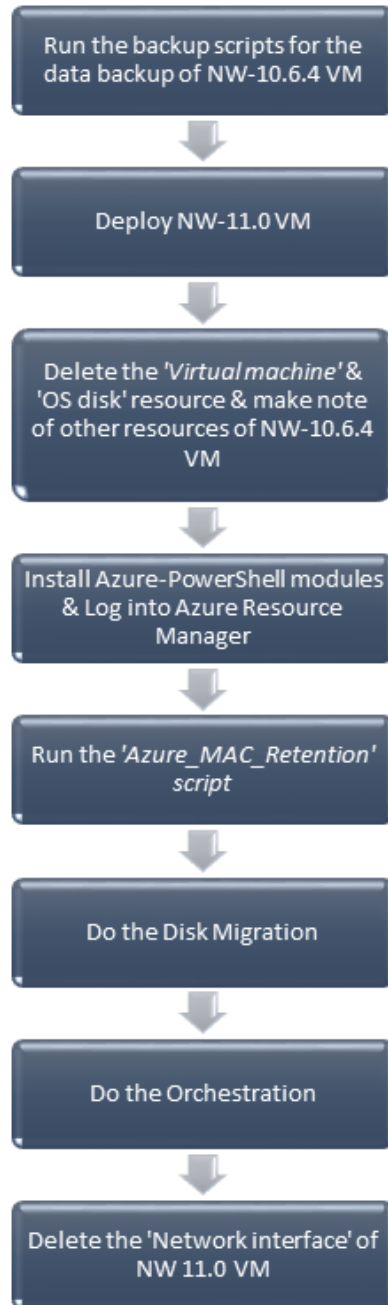 Run the backup scripts for the
data backup of NW-10.6.4 VM
Deploy NW-11.0 VM
Delete the 'Virtual machine' &
'OS disk' resource & make note
of other resources of NW-10.6.4
VM
Install Azure-PowerShell modules
& Log into Azure Resource
Manager
Run the 'Azure_MAC_Retention'
script
Do the Disk Migration
Do the Orchestration
Delete the 'Network interface' of
NW 11.0 VM